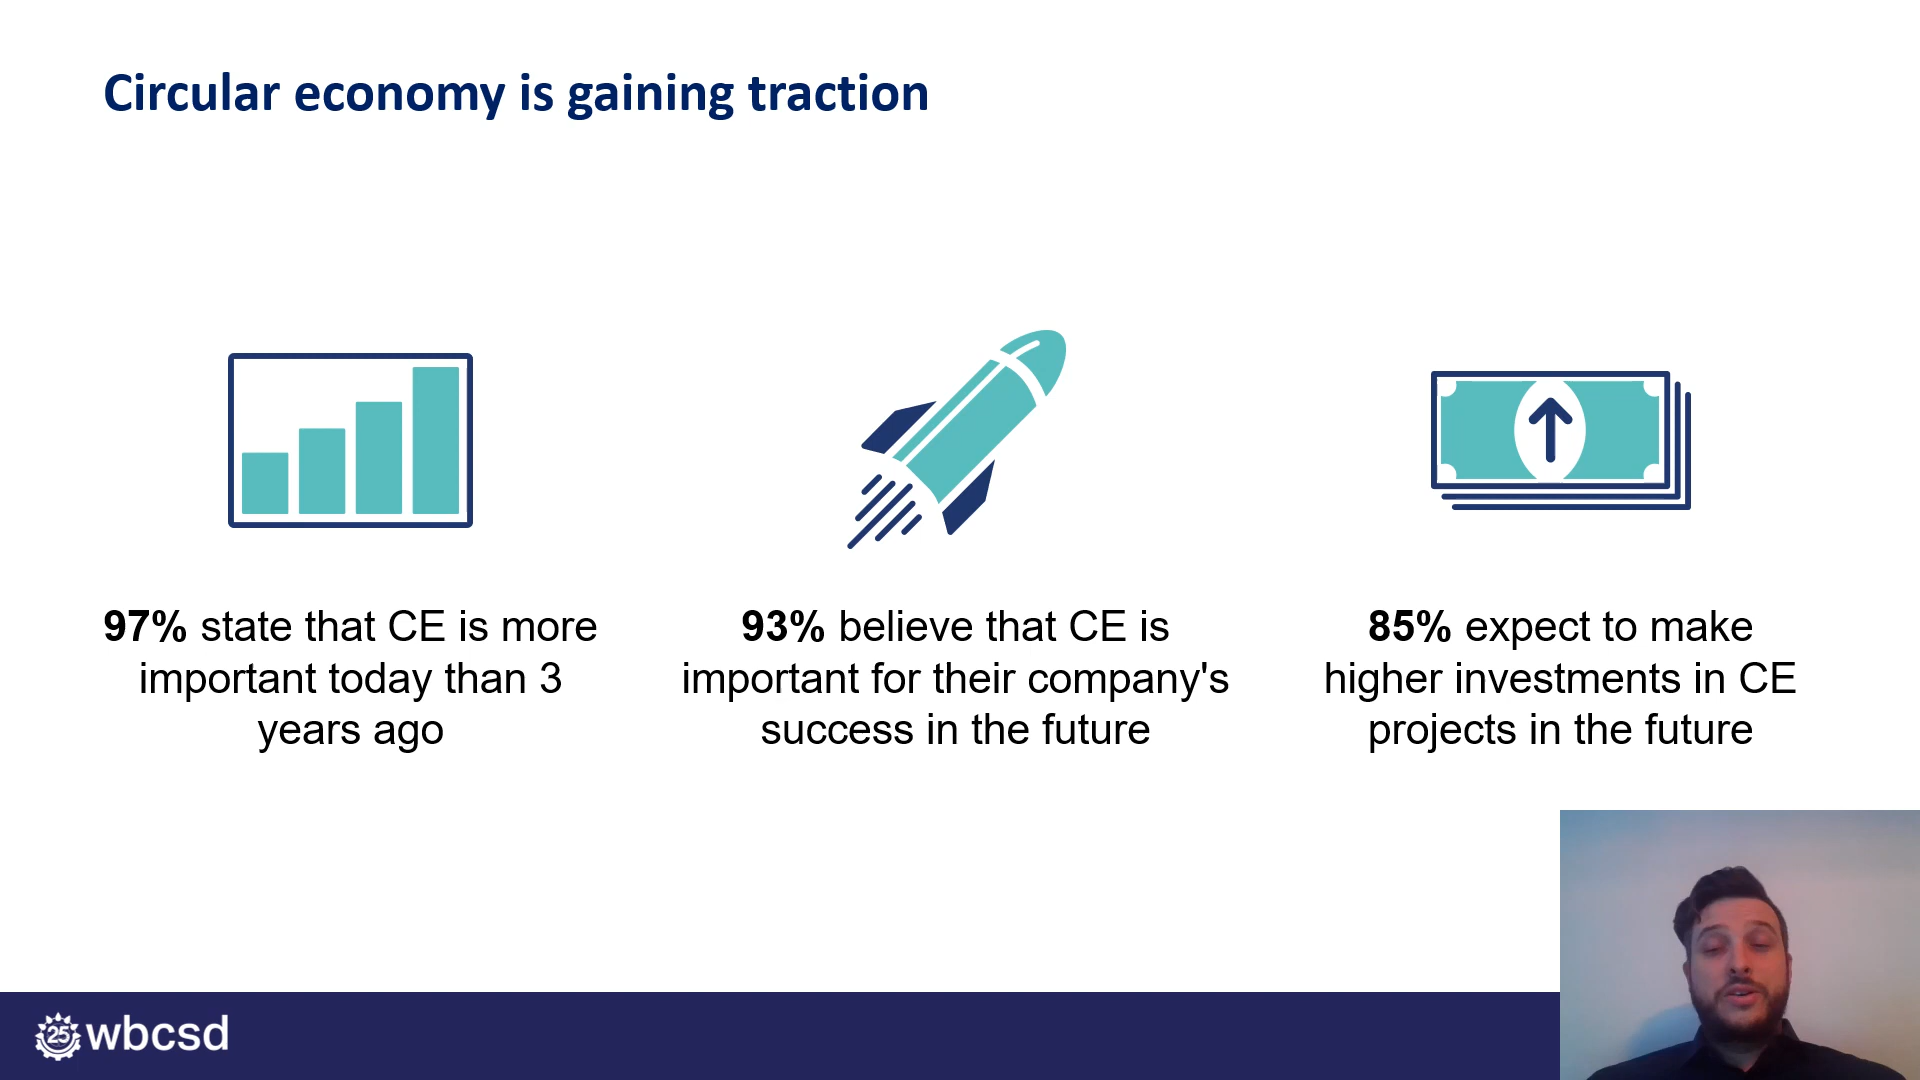 Circular economy is gaining traction
97% state that CE is more
important today than 3
years ago
93% believe that CE is
important for their company's
success in the future
85% expect to make
higher investments in CE
projects in the future
25 wbcsd